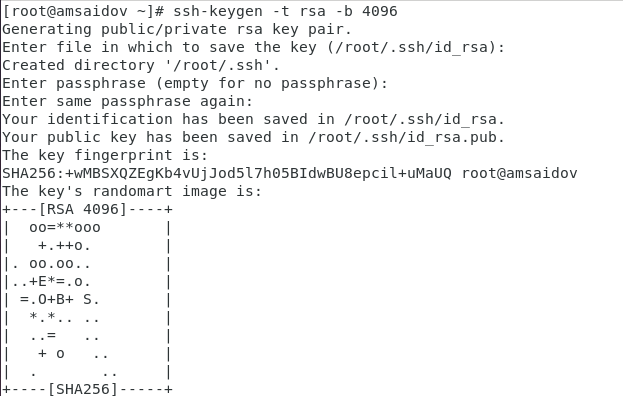 [root@amsaidov ~]# ssh-keygen -t rsa -b 4096
Generating public/private rsa key pair.
Enter file in which to save the key (/root/.ssh/id_rsa):
Created directory '/root/.ssh'.
Enter passphrase (empty for no passphrase):
Enter same passphrase again:
Your identification has been saved in /root/.ssh/id_rsa.
Your public key has been saved in /root/.ssh/id_rsa.pub.
The key fingerprint is:
SHA256:+wMBSXQZEgKb4vUjJod5l7h05BIdwBU8epcil+uMaUQ root@amsaidov
The key's randomart image is:
+---[RSA 4096]----+
|  oo=**ooo       |
|   +.++o.        |
|. oo.oo..        |
|..+E*=.o.        |
| =.O+B+ S.       |
|  *.*.. ..       |
|  ..=   ..       |
|   + o   ..      |
|  .       ..     |
+----[SHA256]-----+